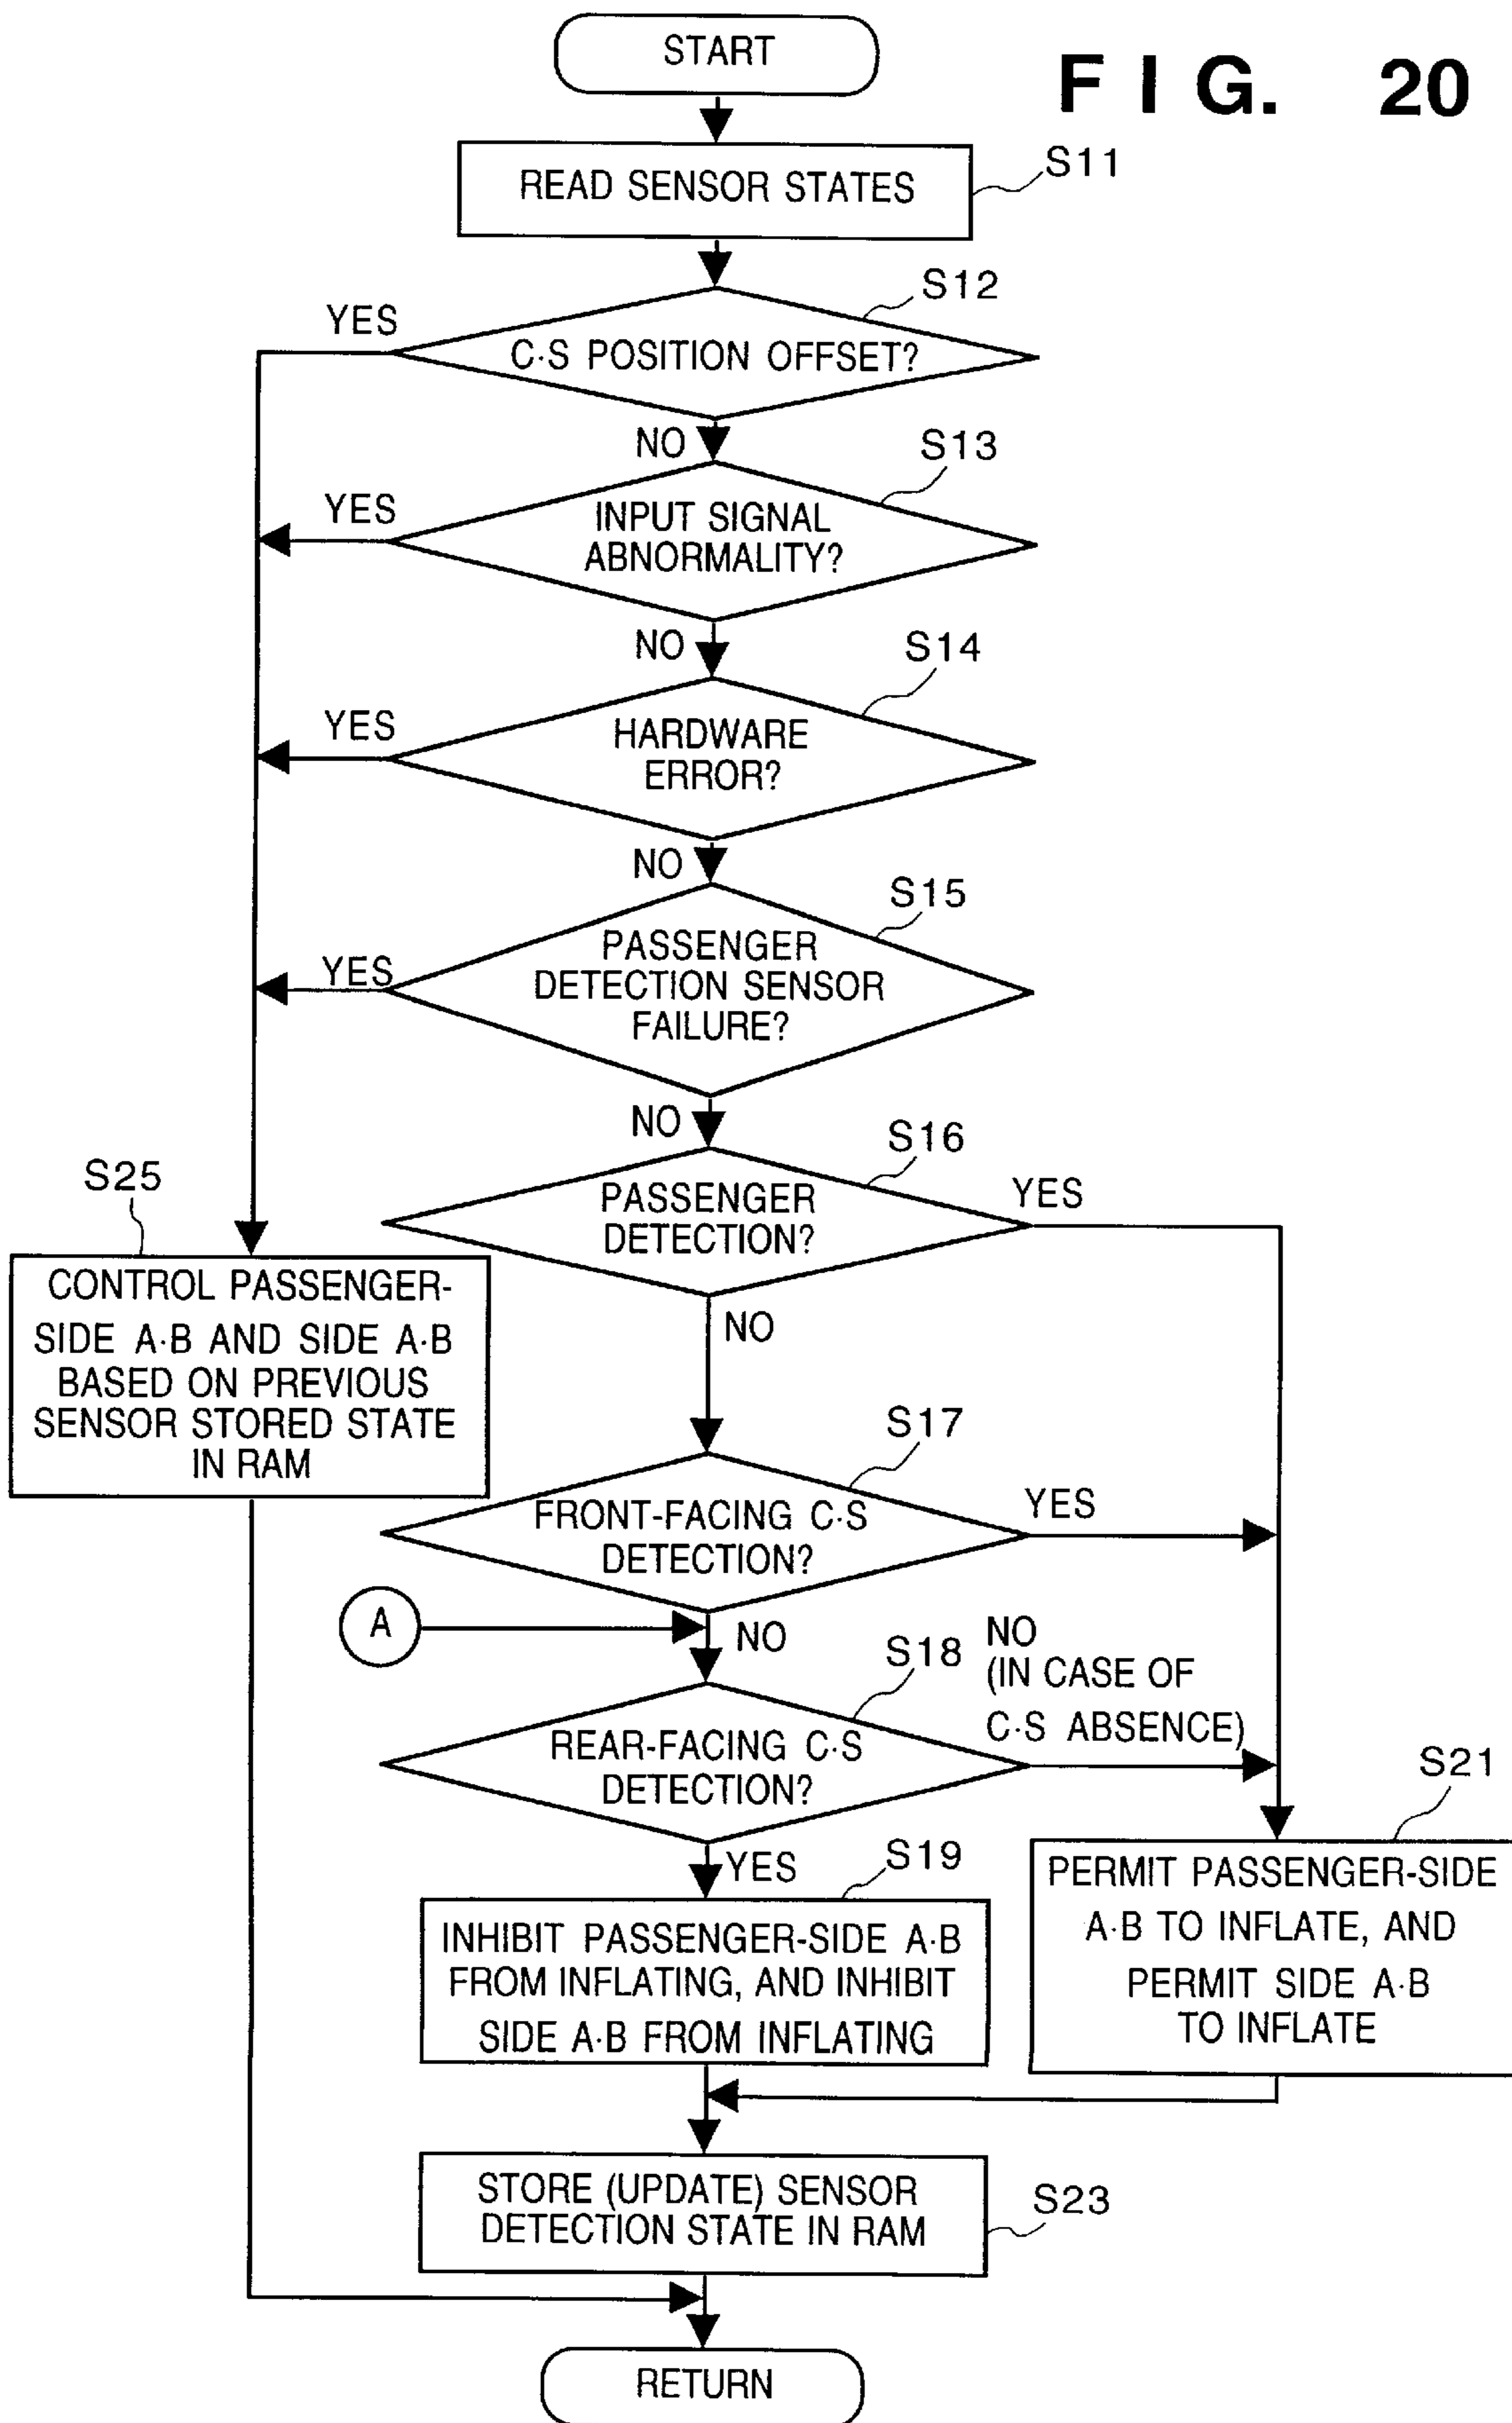 START
FIG. 20
READ SENSOR STATES
S11
S12
YES
C·S POSITION OFFSET?
NO
S13
YES
INPUT SIGNAL
ABNORMALITY?
NO
S14
YES
HARDWARE
ERROR?
NO
S15
YES
PASSENGER
DETECTION SENSOR
FAILURE?
NO
S16
S25
PASSENGER
DETECTION?
YES
NO
CONTROL PASSENGER-
SIDE A·B AND SIDE A·B
BASED ON PREVIOUS
SENSOR STORED STATE
IN RAM
S17
FRONT-FACING C·S
DETECTION?
YES
A
NO
S18
NO
(IN CASE OF
C·S ABSENCE)
REAR-FACING C·S
DETECTION?
S21
YES
S19
INHIBIT PASSENGER-SIDE A·B
FROM INFLATING, AND INHIBIT
SIDE A·B FROM INFLATING
PERMIT PASSENGER-SIDE
A·B TO INFLATE, AND
PERMIT SIDE A·B
TO INFLATE
STORE (UPDATE) SENSOR
DETECTION STATE IN RAM
S23
RETURN